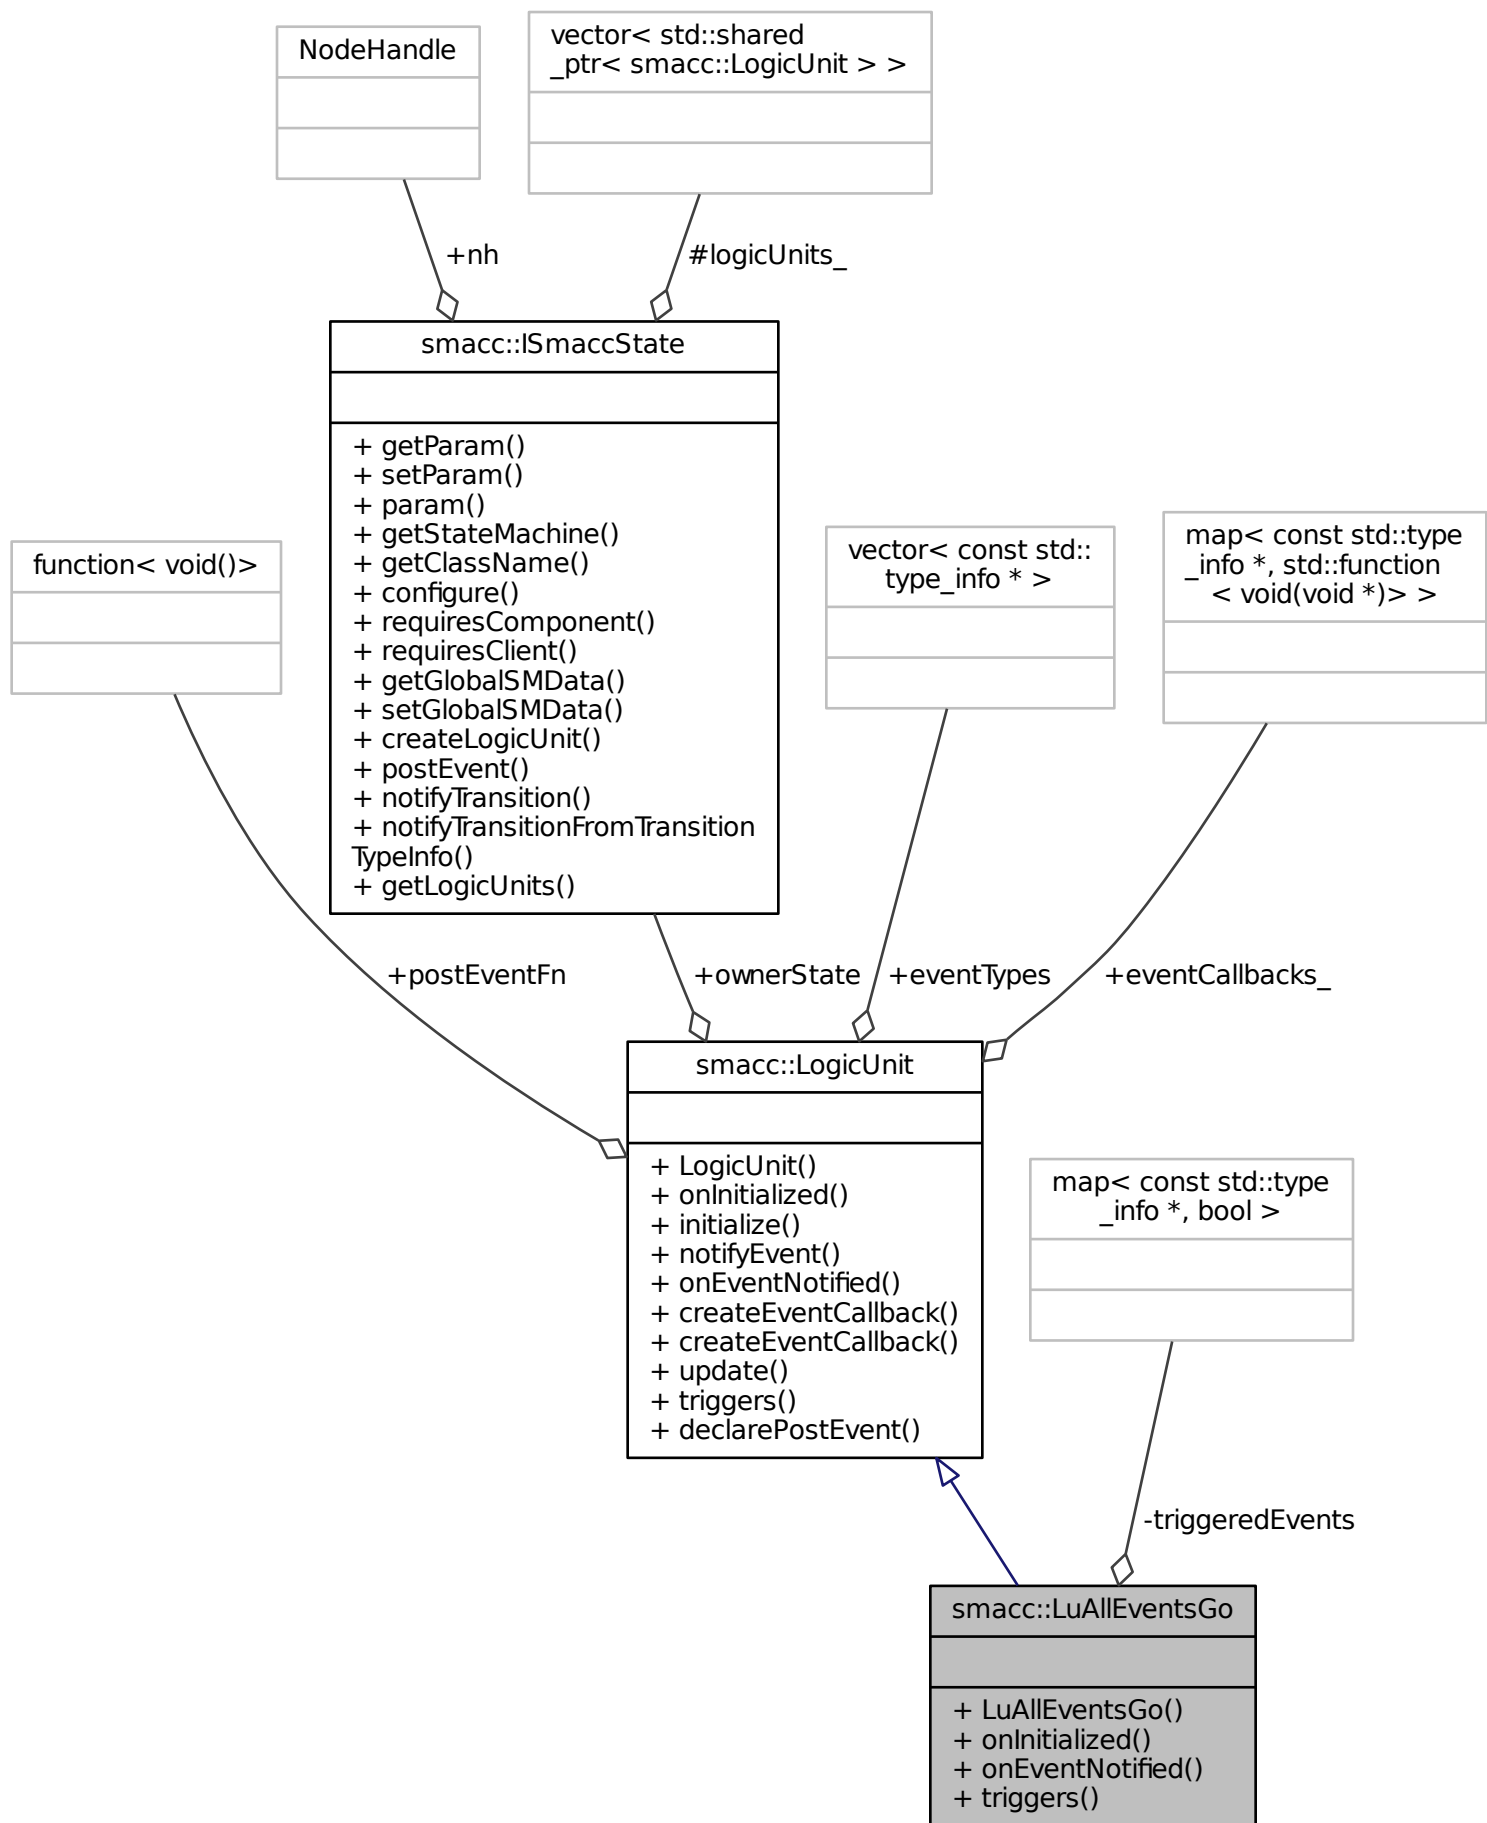 NodeHandle
vector< std::shared
_ptr< smacc::LogicUnit > >
+nh
#logicUnits_
smacc::ISmaccState
+ getParam()
+ setParam()
+ param()
+ getStateMachine()
+ getClassName()
+ configure()
+ requiresComponent()
+ requiresClient()
+ getGlobalSMData()
+ setGlobalSMData()
+ createLogicUnit()
+ postEvent()
+ notifyTransition()
+ notifyTransitionFromTransition
TypeInfo()
+ getLogicUnits()
function< void()>
vector< const std::
type_info * >
map< const std::type
_info *, std::function
< void(void *)> >
+postEventFn
+ownerState
+eventTypes
+eventCallbacks_
smacc::LogicUnit
+ LogicUnit()
+ onInitialized()
+ initialize()
+ notifyEvent()
+ onEventNotified()
+ createEventCallback()
+ createEventCallback()
+ update()
+ triggers()
+ declarePostEvent()
map< const std::type
_info *, bool >
-triggeredEvents
smacc::LuAllEventsGo
+ LuAllEventsGo()
+ onInitialized()
+ onEventNotified()
+ triggers()